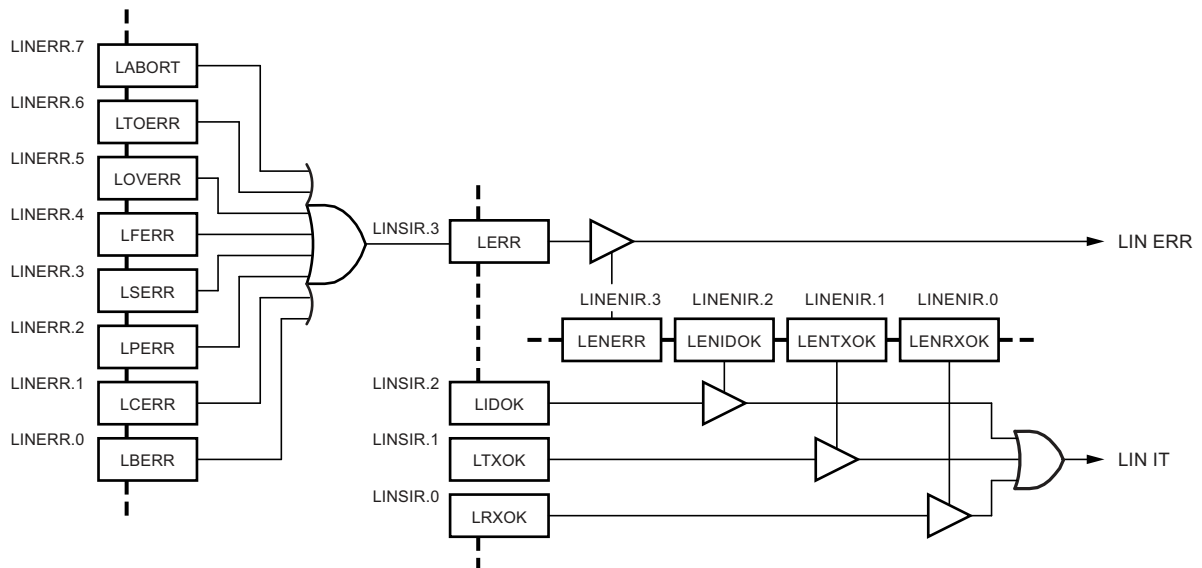 LINERR.7
LABORT
LINERR.6
LTOERR
LINERR.5
LOVERR
LINERR.4
LFERR
LINERR.3
LSERR
LINERR.2
LPERR
LINERR.1
LCERR
LINERR.0
LBERR
LINSIR.3
LERR
LIN ERR
LINENIR.3 LINENIR.2 LINENIR.1 LINENIR.0
LENERR LENIDOK LENTXOK LENRXOK
LINSIR.2
LIDOK
LINSIR.1
LTXOK
LIN IT
LINSIR.0
LRXOK